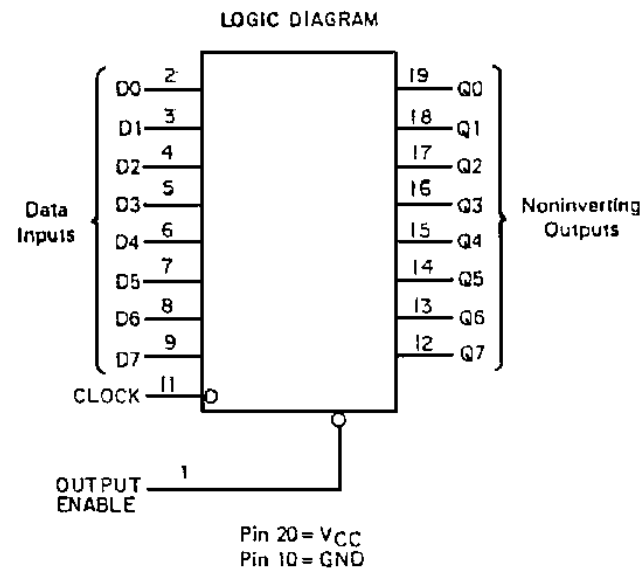 LOGIC DIAGRAM
D0 2
D1 3
D2 4
D3 5
D4 6
D5 7
D6 8
D7 9
Data
Inputs
CLOCK 11
19 Q0
18 Q1
17 Q2
16 Q3
15 Q4
14 Q5
13 Q6
12 Q7
Noninverting
Outputs
1
OUTPUT
ENABLE
Pin 20 = VCC
Pin 10 = GND